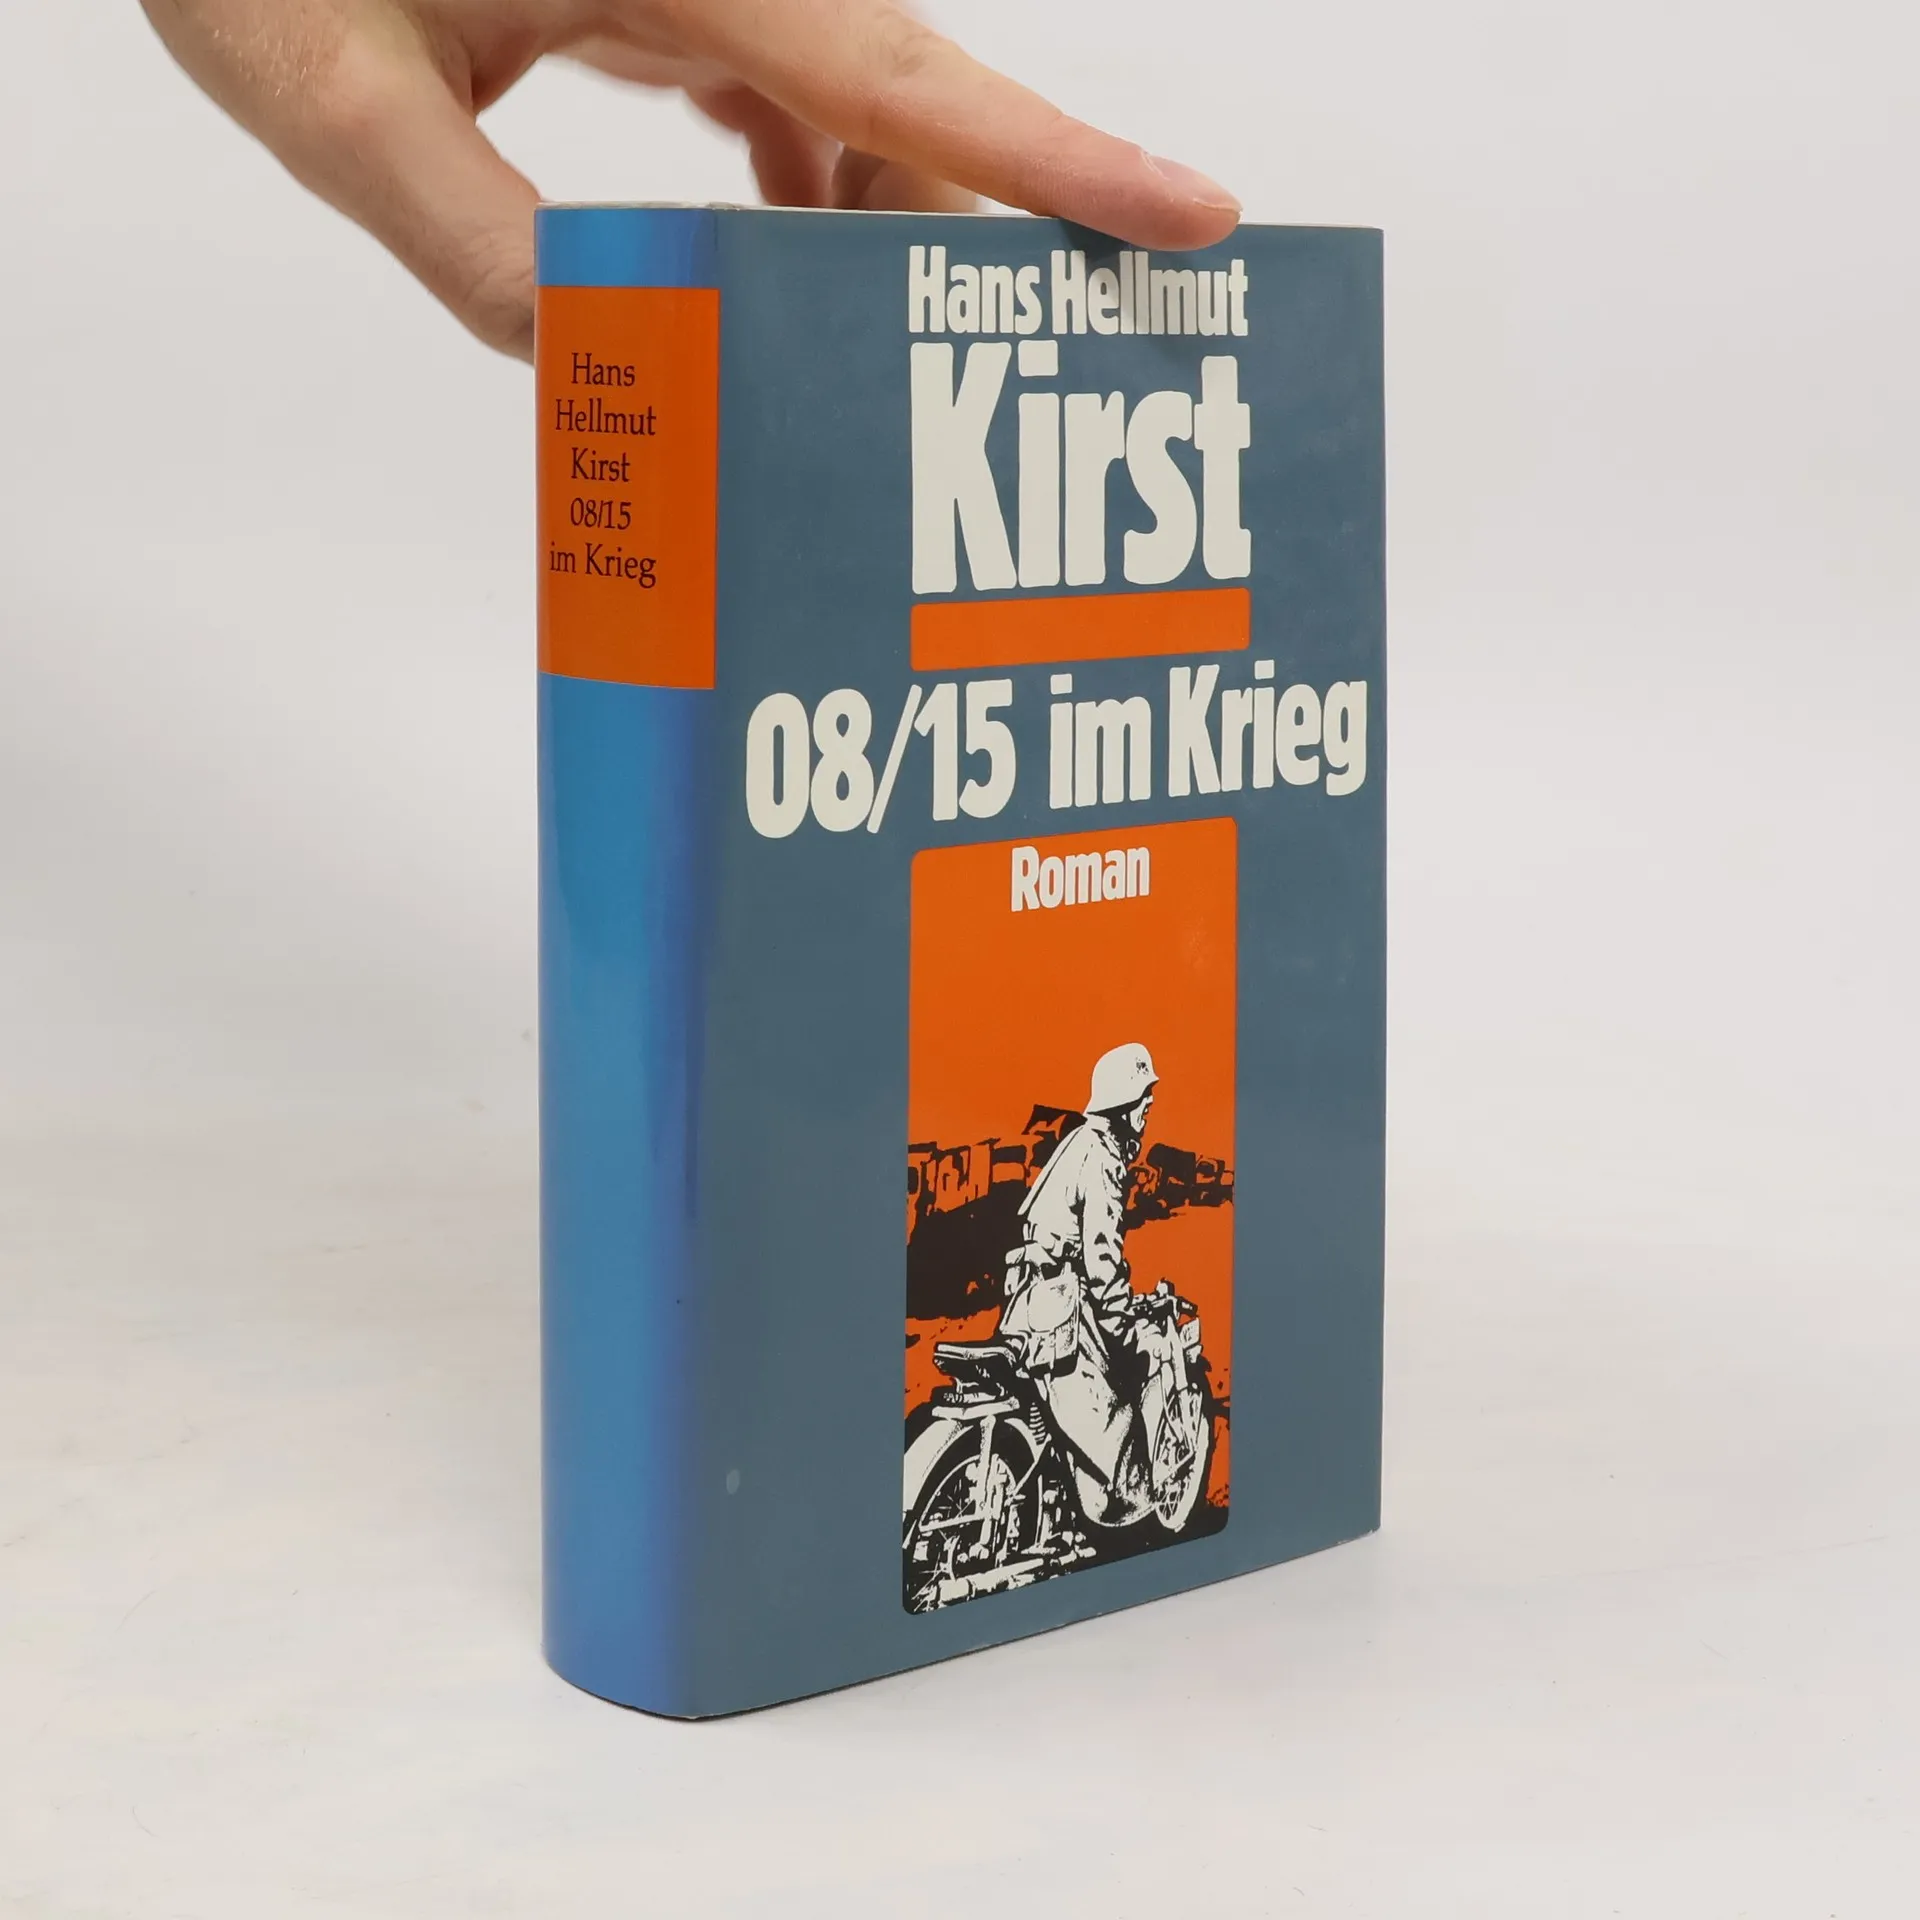 Hans
Hellmut
Kirst
08/15
im Krieg
Hans Hellmut
Kirst
08/15 im Krieg
Roman